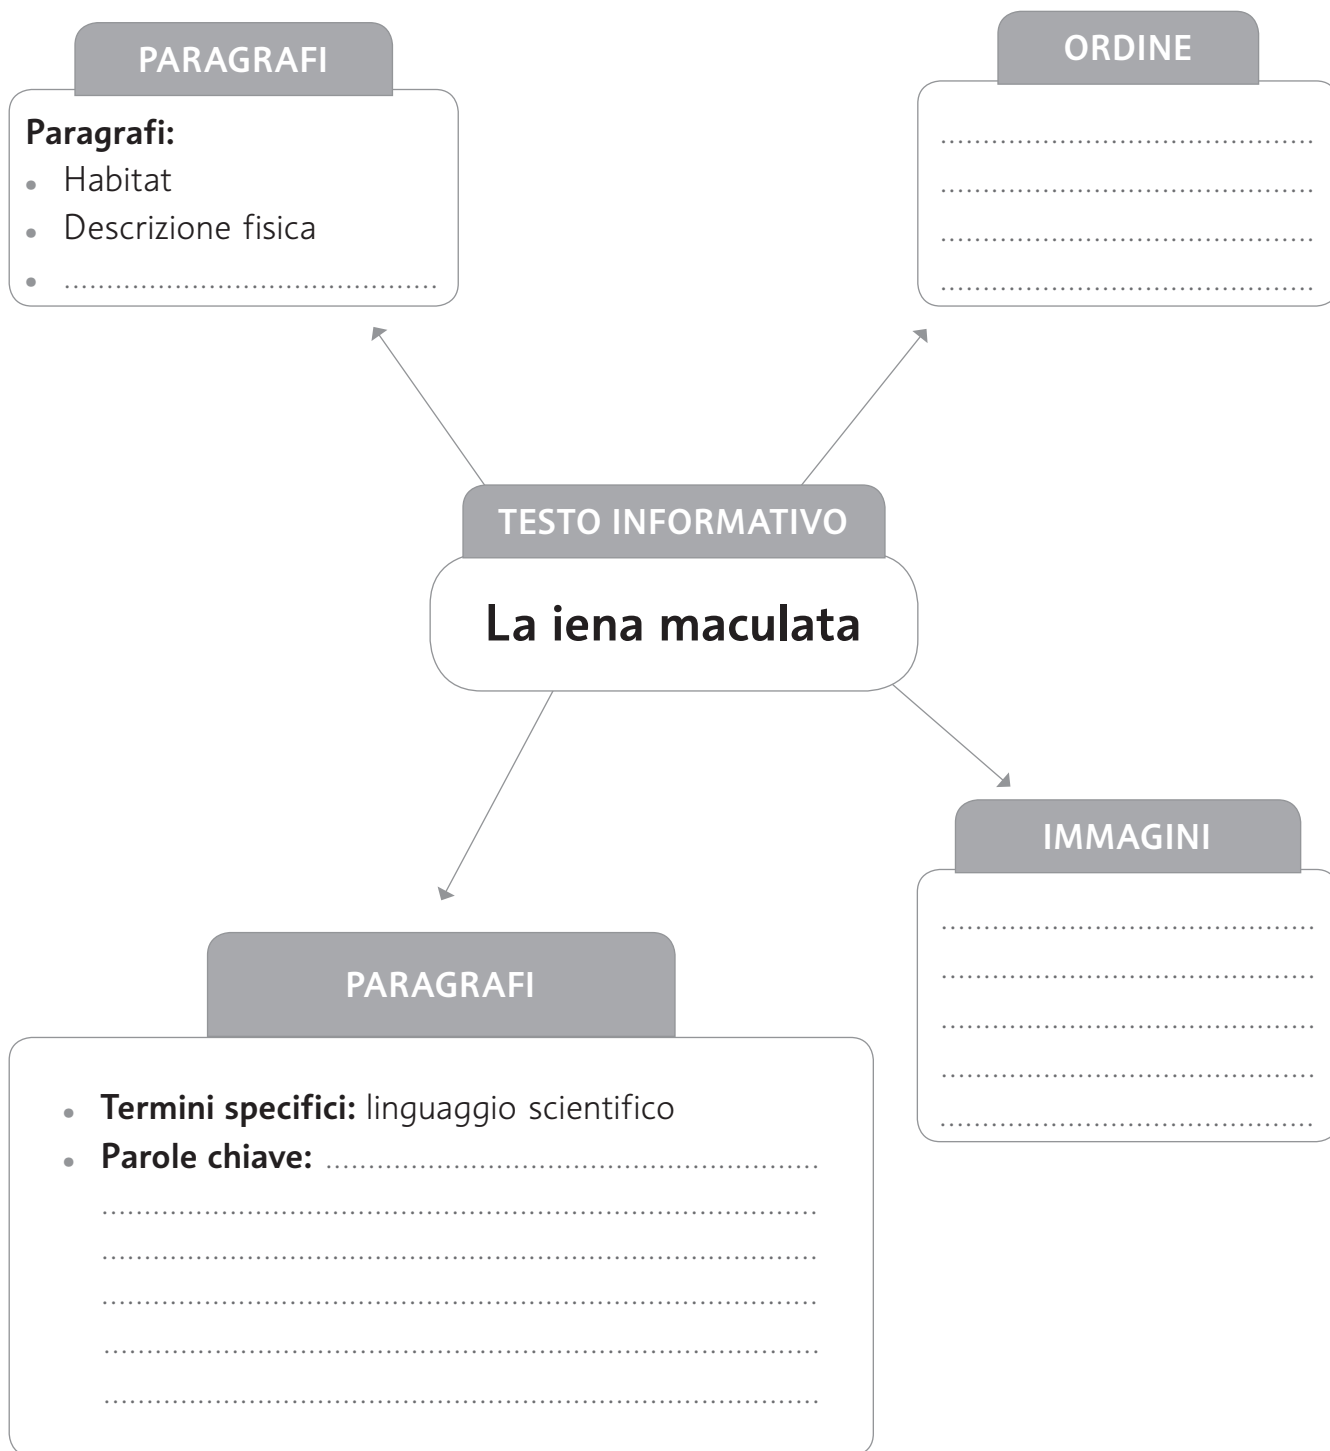 PARAGRAFI
Paragrafi:
• Habitat
• Descrizione fisica
• ............................................
ORDINE
............................................
............................................
............................................
............................................
TESTO INFORMATIVO
La iena maculata
IMMAGINI
............................................
............................................
............................................
............................................
............................................
PARAGRAFI
• Termini specifici: linguaggio scientifico
• Parole chiave: ..........................................................
....................................................................................
....................................................................................
....................................................................................
....................................................................................
....................................................................................